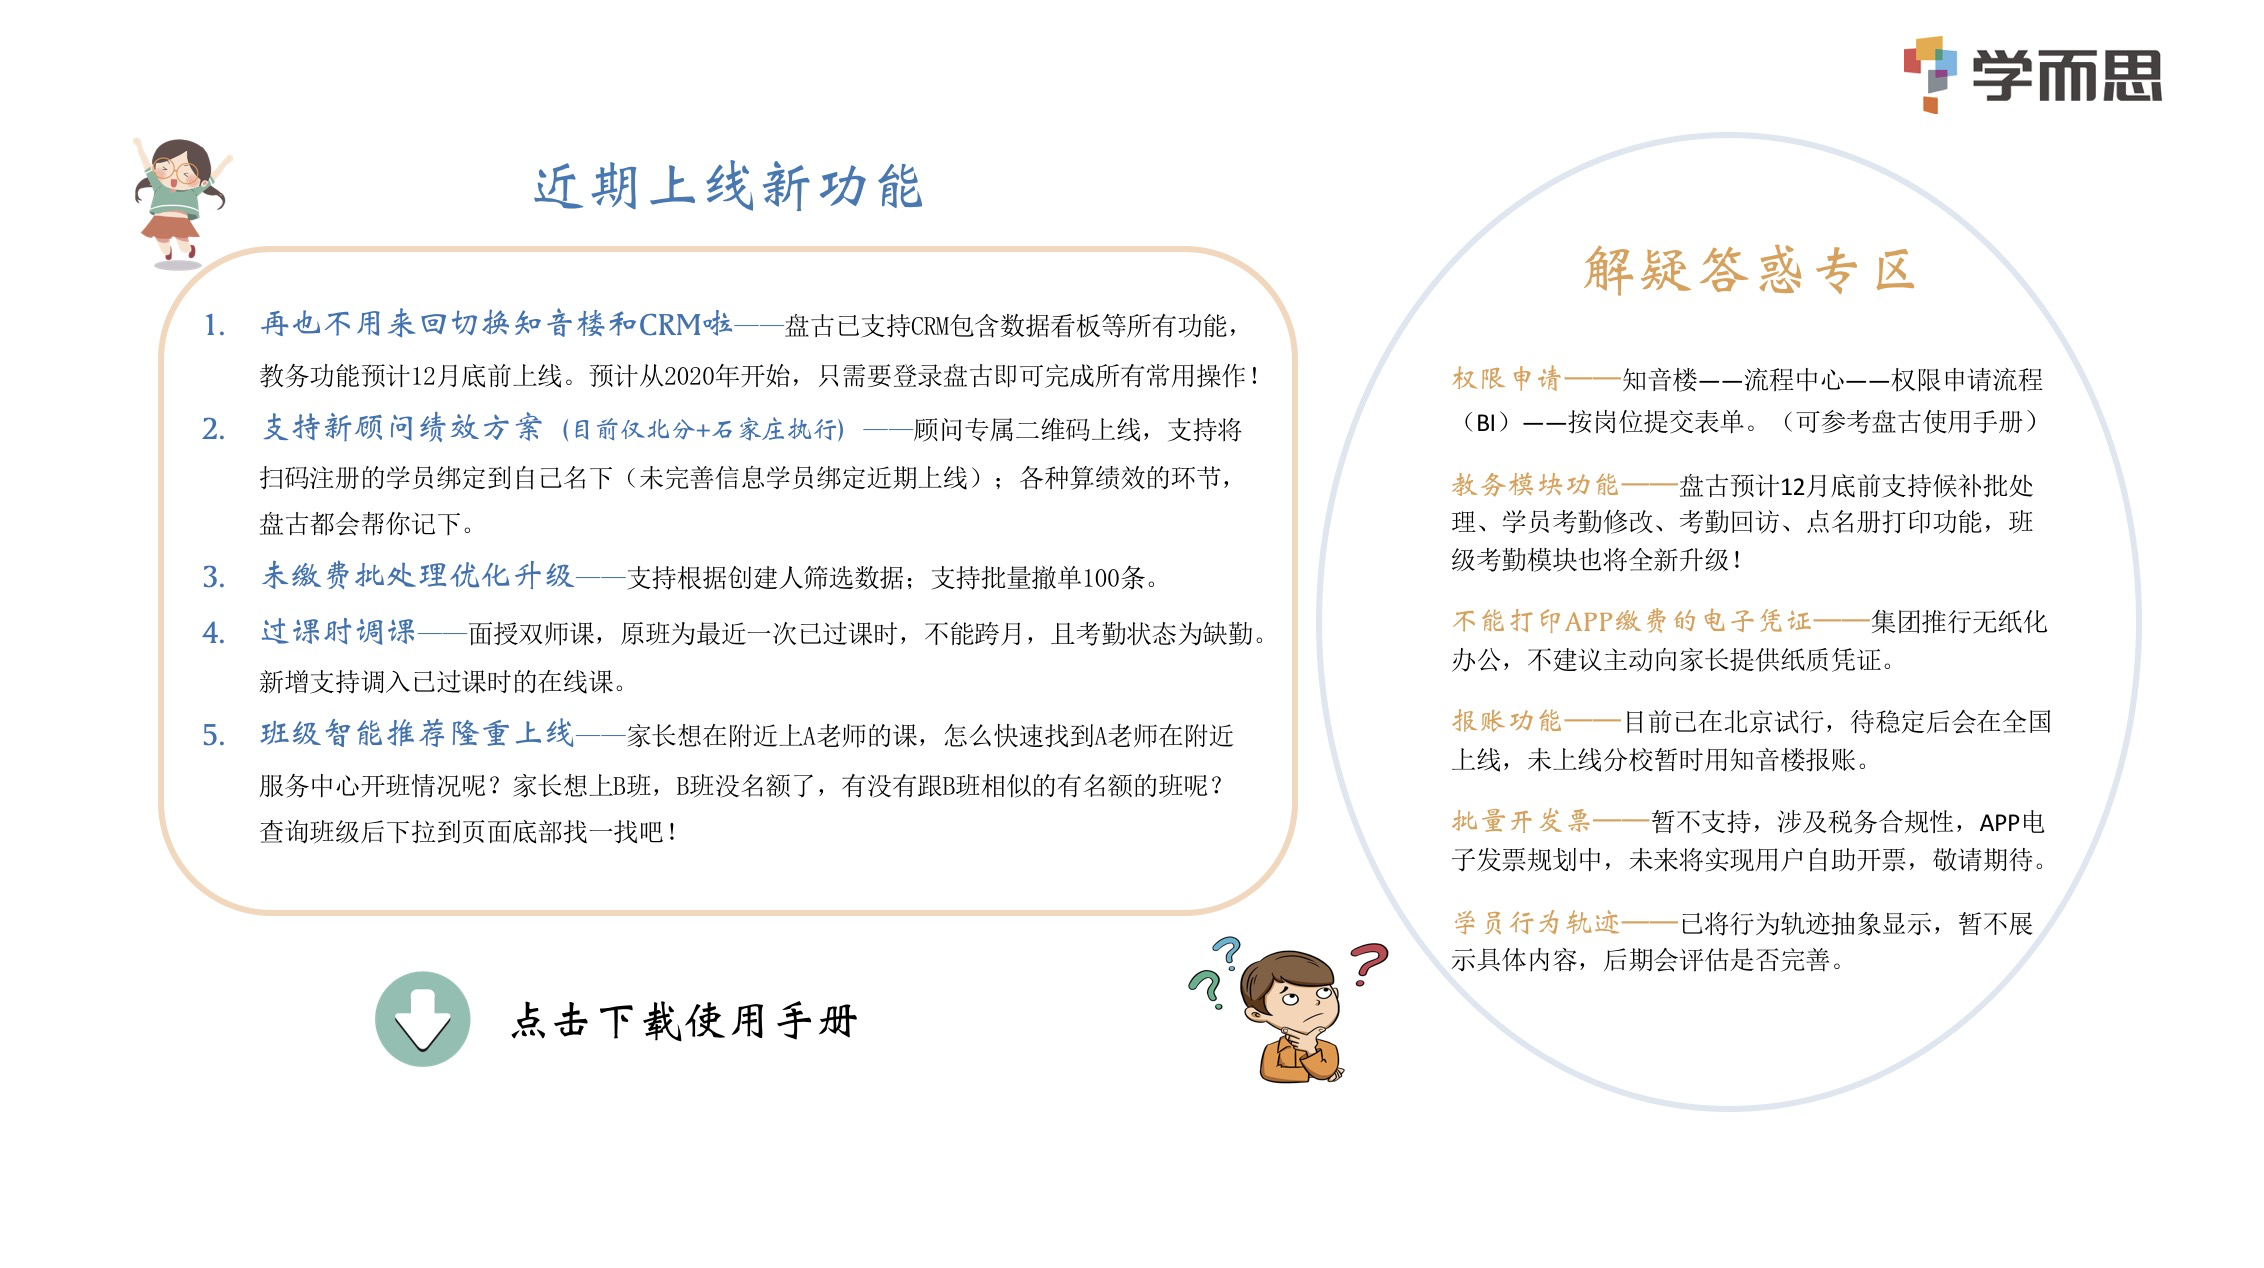 学而思
近期上线新功能
1. 再也不用来回切换知音楼和CRM啦——盘古已支持CRM包含数据看板等所有功能，
教务功能预计12月底前上线。预计从2020年开始，只需要登录盘古即可完成所有常用操作！
2. 支持新顾问绩效方案（目前仅北分+石家庄执行）——顾问专属二维码上线，支持将
扫码注册的学员绑定到自己名下（未完善信息学员绑定近期上线）；各种算绩效的环节，
盘古都会帮你记下。
3. 未缴费批处理优化升级——支持根据创建人筛选数据；支持批量撤单100条。
4. 过课时调课——面授双师课，原班为最近一次已过课时，不能跨月，且考勤状态为缺勤。
新增支持调入已过课时的在线课。
5. 班级智能推荐隆重上线——家长想在附近上A老师的课，怎么快速找到A老师在附近
服务中心开班情况呢？家长想上B班，B班没名额了，有没有跟B班相似的有名额的班呢？
查询班级后下拉到页面底部找一找吧！
点击下载使用手册
解疑答惑专区
权限申请——知音楼——流程中心——权限申请流程
（BI）——按岗位提交表单。（可参考盘古使用手册）
教务模块功能——盘古预计12月底前支持候补批处
理、学员考勤修改、考勤回访、点名册打印功能，班
级考勤模块也将全新升级！
不能打印APP缴费的电子凭证——集团推行无纸化
办公，不建议主动向家长提供纸质凭证。
报账功能——目前已在北京试行，待稳定后会在全国
上线，未上线分校暂时用知音楼报账。
批量开发票——暂不支持，涉及税务合规性，APP电
子发票规划中，未来将实现用户自助开票，敬请期待。
学员行为轨迹——已将行为轨迹抽象显示，暂不展
示具体内容，后期会评估是否完善。